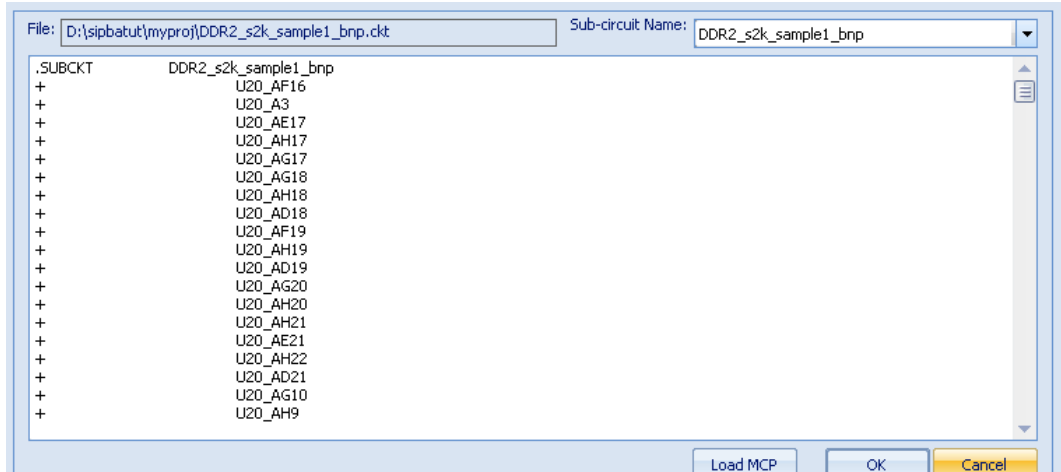 File: D:\sipbatut\myproj\DDR2_s2k_sample1_bnp.ckt Sub-circuit Name: DDR2_s2k_sample1_bnp
.SUBCKT DDR2_s2k_sample1_bnp
+ U20_AF16
+ U20_A3
+ U20_AE17
+ U20_AH17
+ U20_AG17
+ U20_AG18
+ U20_AH18
+ U20_AD18
+ U20_AF19
+ U20_AH19
+ U20_AD19
+ U20_AG20
+ U20_AH20
+ U20_AH21
+ U20_AE21
+ U20_AH22
+ U20_AD21
+ U20_AG10
+ U20_AH9
Load MCP OK Cancel